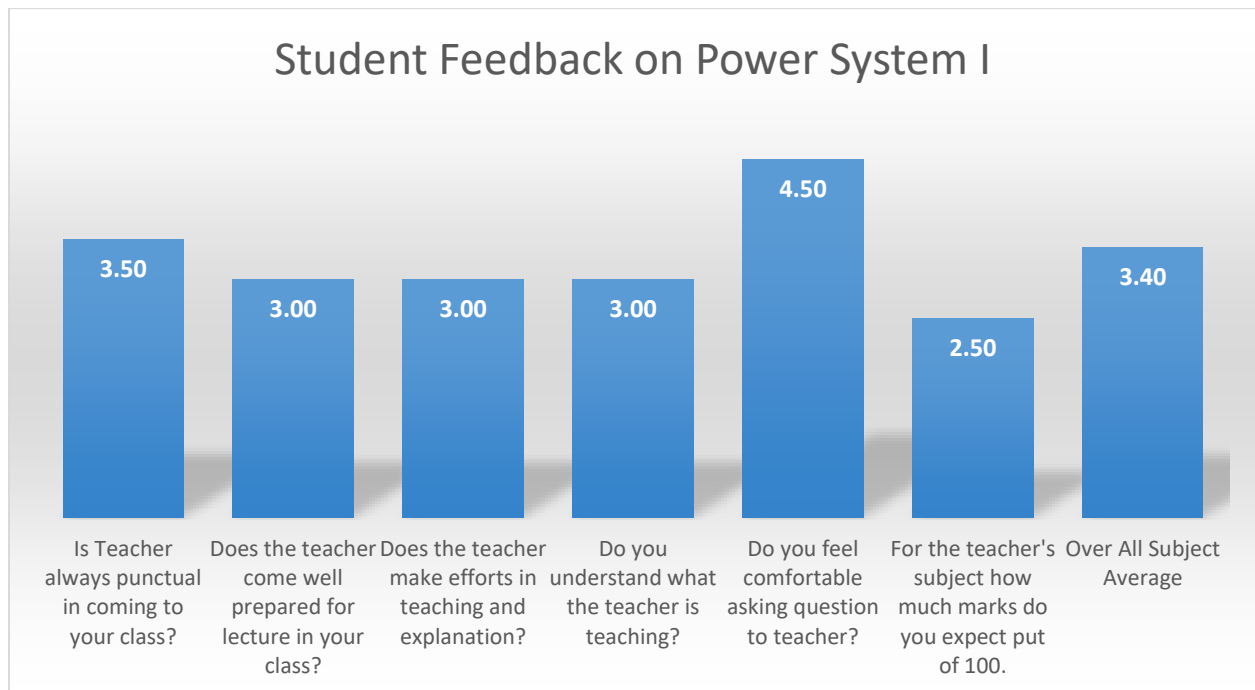 Student Feedback on Power System I
3.50
3.00
3.00
3.00
4.50
2.50
3.40
Is Teacher
always punctual
in coming to
your class?
Does the teacher
come well
prepared for
lecture in your
class?
Does the teacher
make efforts in
teaching and
explanation?
Do you
understand what
the teacher is
teaching?
Do you feel
comfortable
asking question
to teacher?
For the teacher's
subject how
much marks do
you expect put
of 100.
Over All Subject
Average